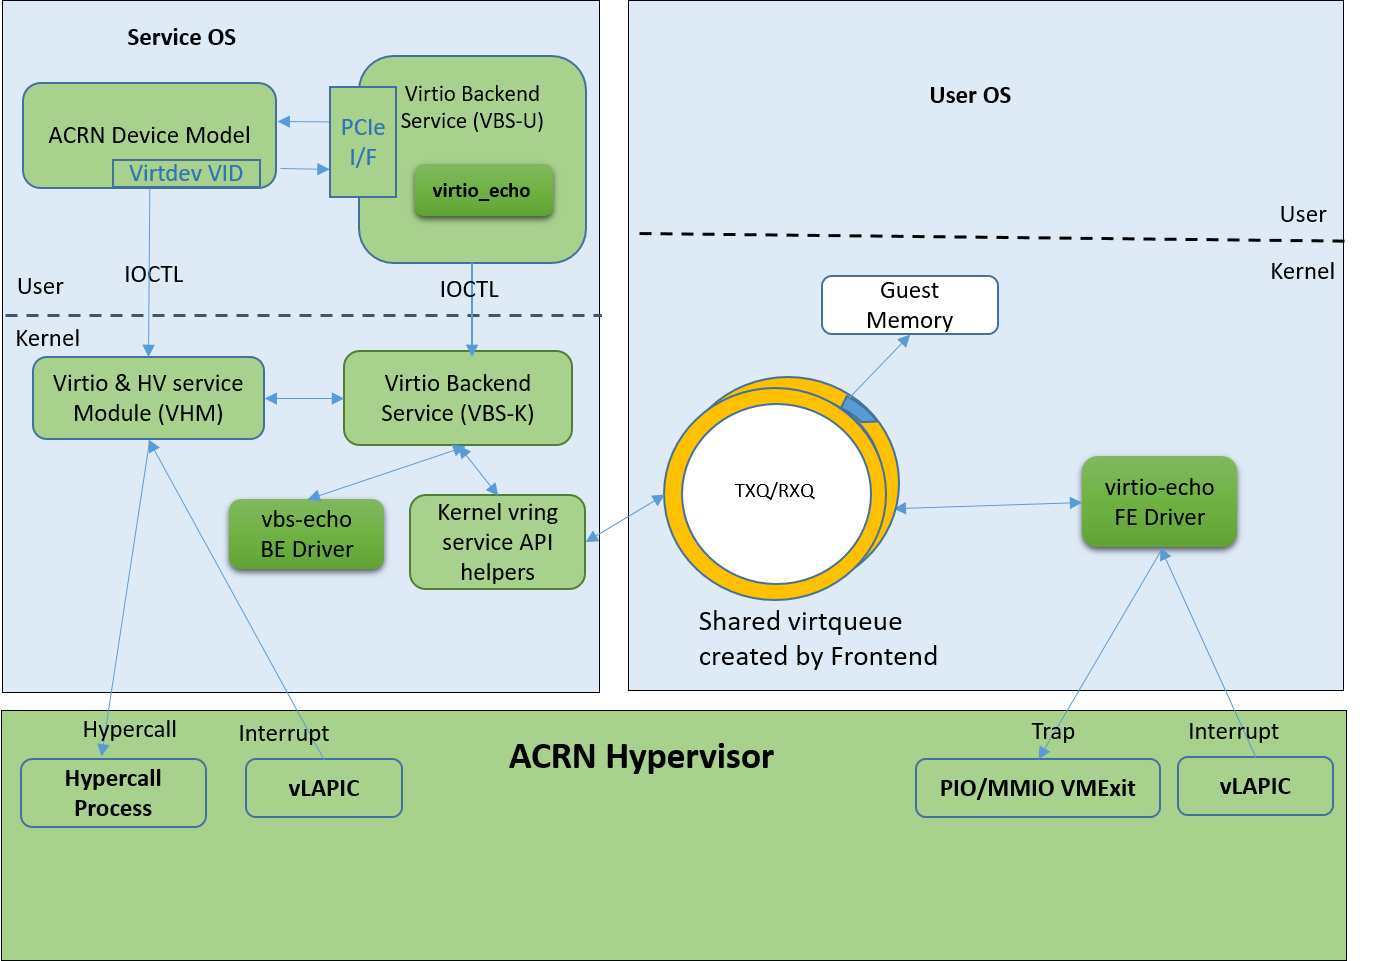 Service OS
ACRN Device Model
Virtdev VID
PCIe
I/F
Virtio Backend
Service (VBS-U)
virtio_echo
IOCTL
IOCTL
User
Kernel
Virtio & HV service
Module (VHM)
Virtio Backend
Service (VBS-K)
vbs-echo
BE Driver
Kernel vring
service API
helpers
User OS
User
Kernel
Guest
Memory
TXQ/RXQ
virtio-echo
FE Driver
Shared virtqueue
created by Frontend
Hypercall
Interrupt
ACRN Hypervisor
Trap
Interrupt
Hypercall
Process
vLAPIC
PIO/MMIO VMExit
vLAPIC